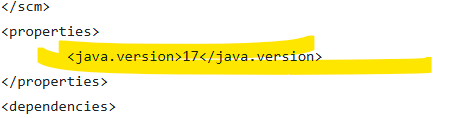 </scm>
<properties>
<java.version>17</java.version>
</properties>
<dependencies>